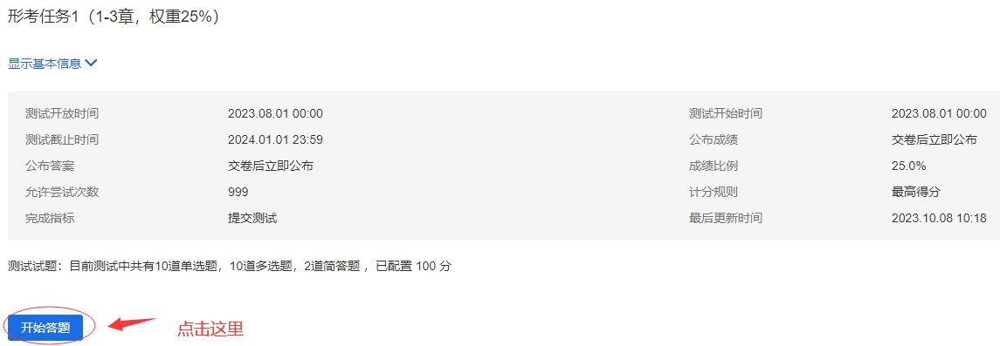 形考任务1（1-3章，权重25%）
显示基本信息
测试开放时间 2023.08.01 00:00 测试开始时间 2023.08.01 00:00
测试截止时间 2024.01.01 23:59 公布成绩 交卷后立即公布
公布答案 交卷后立即公布 成绩比例 25.0%
允许尝试次数 999 计分规则 最高得分
完成指标 提交测试 最后更新时间 2023.10.08 10:18
测试试题：目前测试中共有10道单选题，10道多选题，2道简答题 ，已配置 100 分
开始答题 点击这里